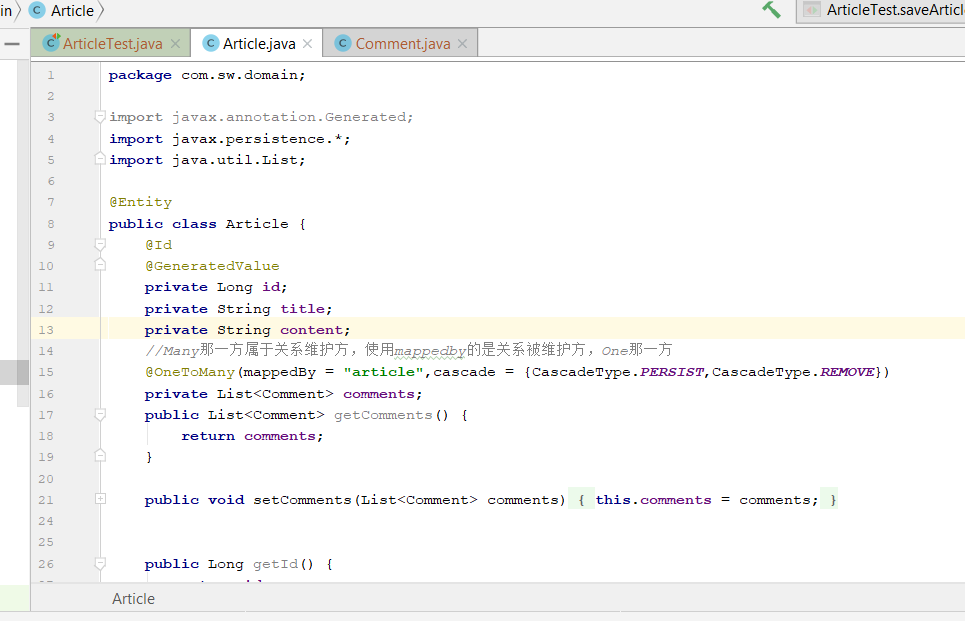 in Article
ArticleTest.saveArticle
ArticleTest.java Article.java Comment.java
1 package com.sw.domain;
2
3 import javax.annotation.Generated;
4 import javax.persistence.*;
5 import java.util.List;
6
7 @Entity
8 public class Article {
9 @Id
10 @GeneratedValue
11 private Long id;
12 private String title;
13 private String content;
14 //Many那一方属于关系维护方，使用mappedby的是关系被维护方，One那一方
15 @OneToMany(mappedBy = "article",cascade = {CascadeType.PERSIST,CascadeType.REMOVE})
16 private List<Comment> comments;
17 public List<Comment> getComments() {
18 return comments;
19 }
20
21 public void setComments(List<Comment> comments) { this.comments = comments; }
24
25
26 public Long getId() {
Article